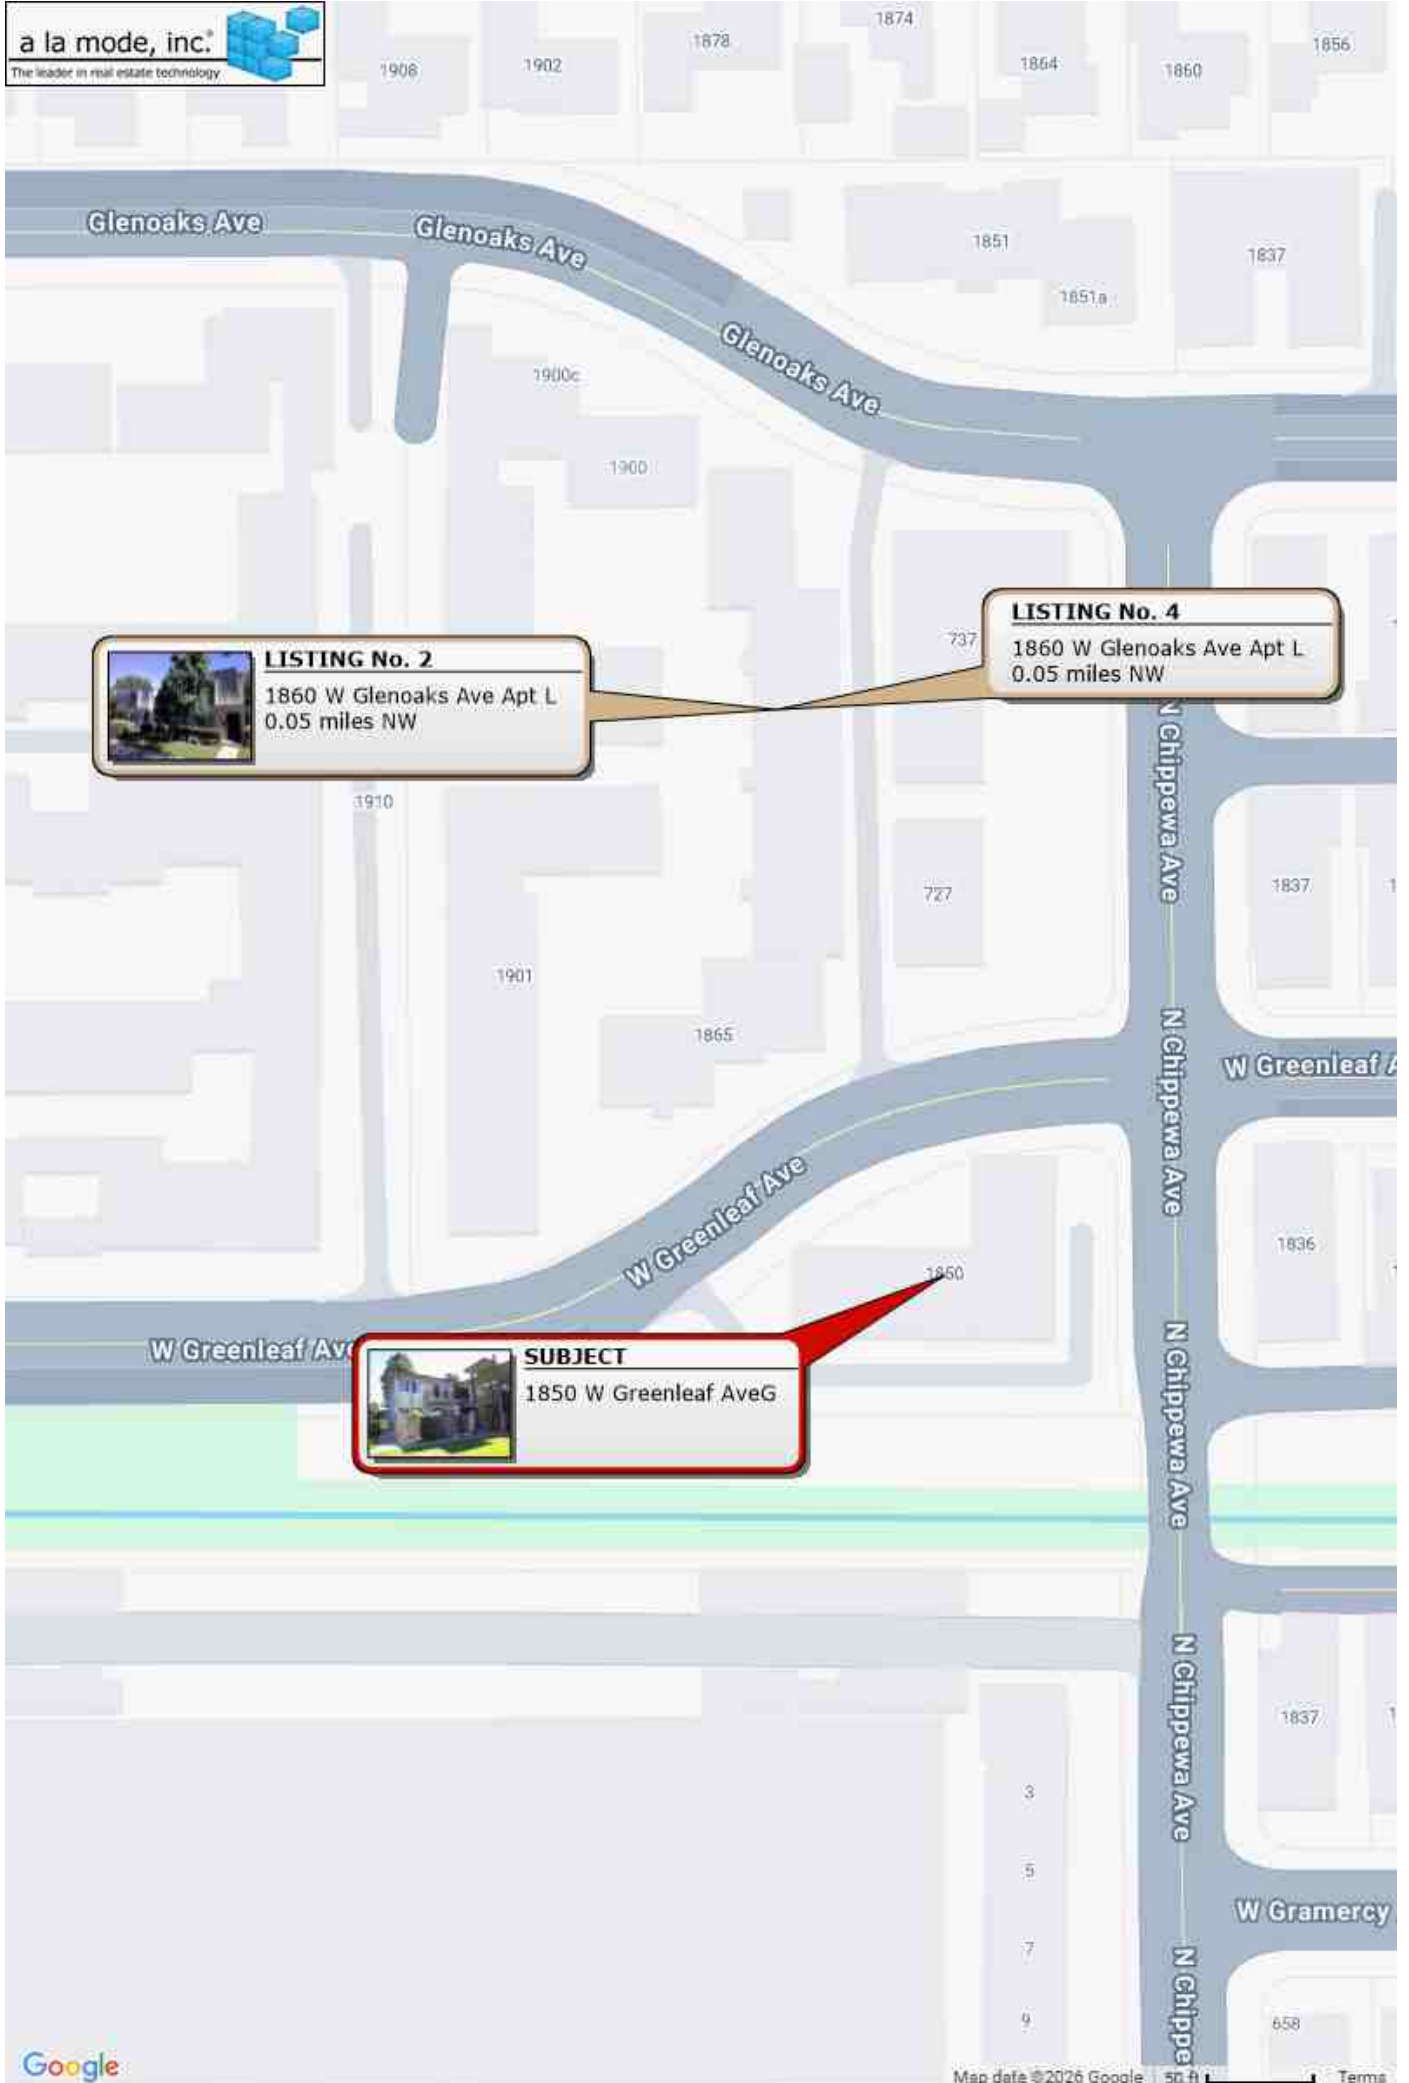 a la mode, inc.®
The leader in real estate technology
1908
1902
1878
1874
1864
1860
1856
Glenoaks Ave
Glenoaks Ave
Glenoaks Ave
1851
1851a
1837
1900c
1900
737
LISTING No. 4
1860 W Glenoaks Ave Apt L
0.05 miles NW
LISTING No. 2
1860 W Glenoaks Ave Apt L
0.05 miles NW
N Chippewa Ave
1910
727
1837
1901
1865
N Chippewa Ave
W Greenleaf A
W Greenleaf Ave
1836
1850
W Greenleaf Ave
SUBJECT
1850 W Greenleaf AveG
N Chippewa Ave
N Chippewa Ave
1837
3
5
7
9
W Gramercy
N Chippe
658
Google
Map data ©2026 Google
50 ft
Terms